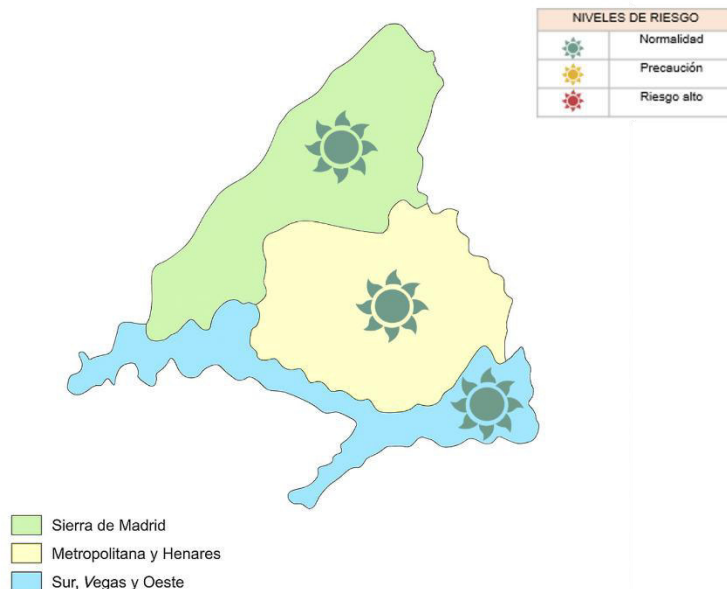 NIVELES DE RIESGO
Normalidad
Precaución
Riesgo alto
Sierra de Madrid
Metropolitana y Henares
Sur, Vegas y Oeste